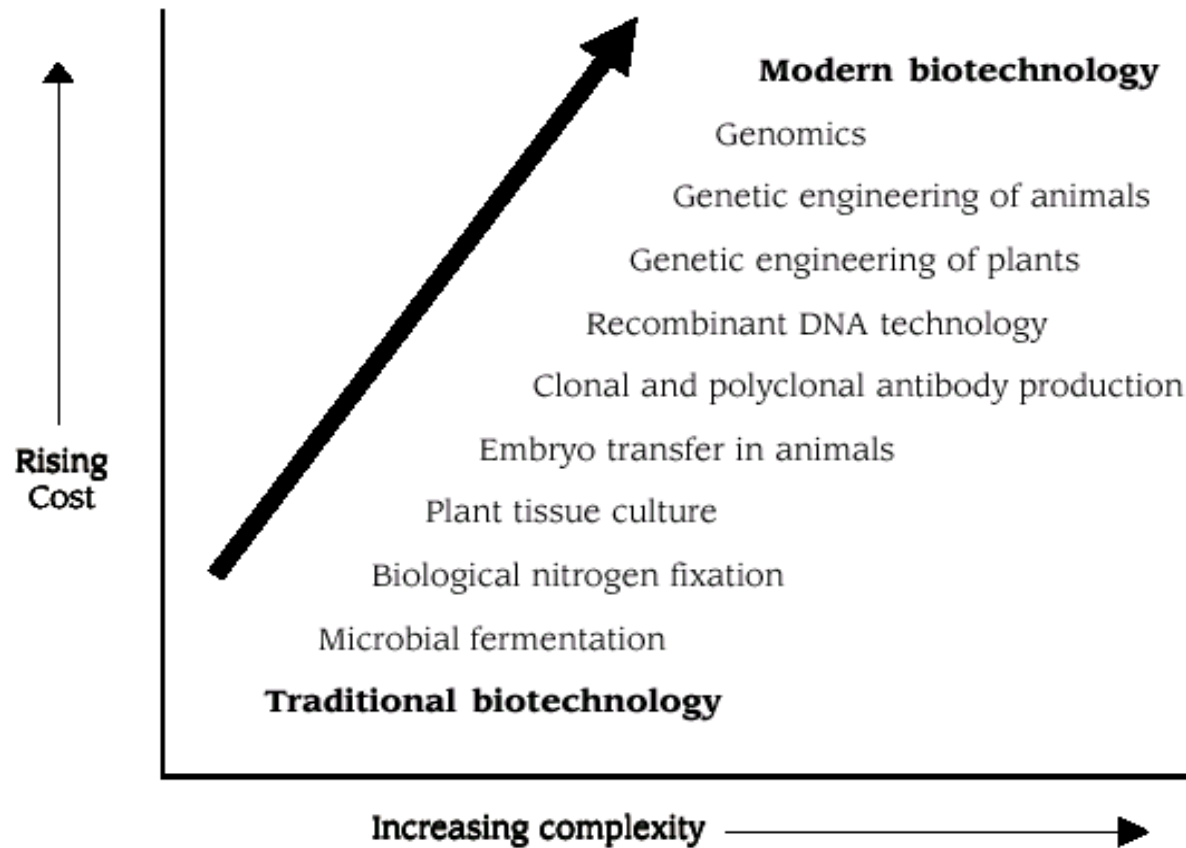 Modern biotechnology
Genomics
Genetic engineering of animals
Genetic engineering of plants
Recombinant DNA technology
Clonal and polyclonal antibody production
Embryo transfer in animals
Plant tissue culture
Biological nitrogen fixation
Microbial fermentation
Traditional biotechnology
Rising
Cost
Increasing complexity